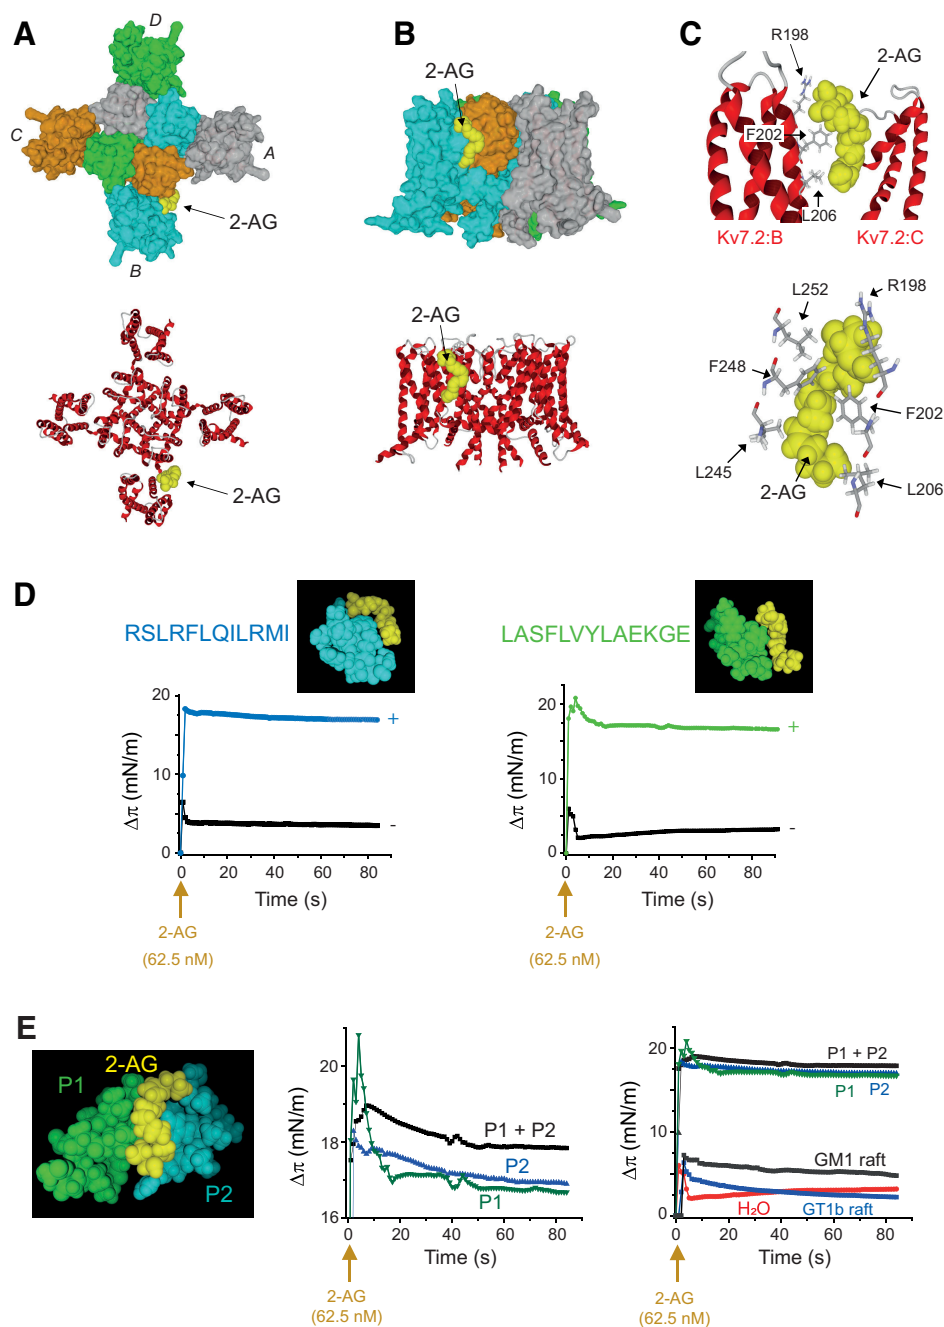 A
D
C
A
2-AG
B
2-AG
B
2-AG
2-AG
C
R198
2-AG
F202
L206
Kv7.2:B
Kv7.2:C
L252
R198
F248
F202
L245
2-AG
L206
D
RSLRFLQILRMI
20
10
0
Δπ (mN/m)
+
-
0
20
40
60
80
Time (s)
2-AG
(62.5 nM)
LASFLVYLAEKGE
20
10
0
Δπ (mN/m)
+
-
0
20
40
60
80
Time (s)
2-AG
(62.5 nM)
E
2-AG
P1
P2
20
18
16
Δπ (mN/m)
P1 + P2
P2
P1
0
20
40
60
80
Time (s)
2-AG
(62.5 nM)
20
10
0
Δπ (mN/m)
P1 + P2
P1
P2
GM1 raft
H₂O
GT1b raft
0
20
40
60
80
Time (s)
2-AG
(62.5 nM)